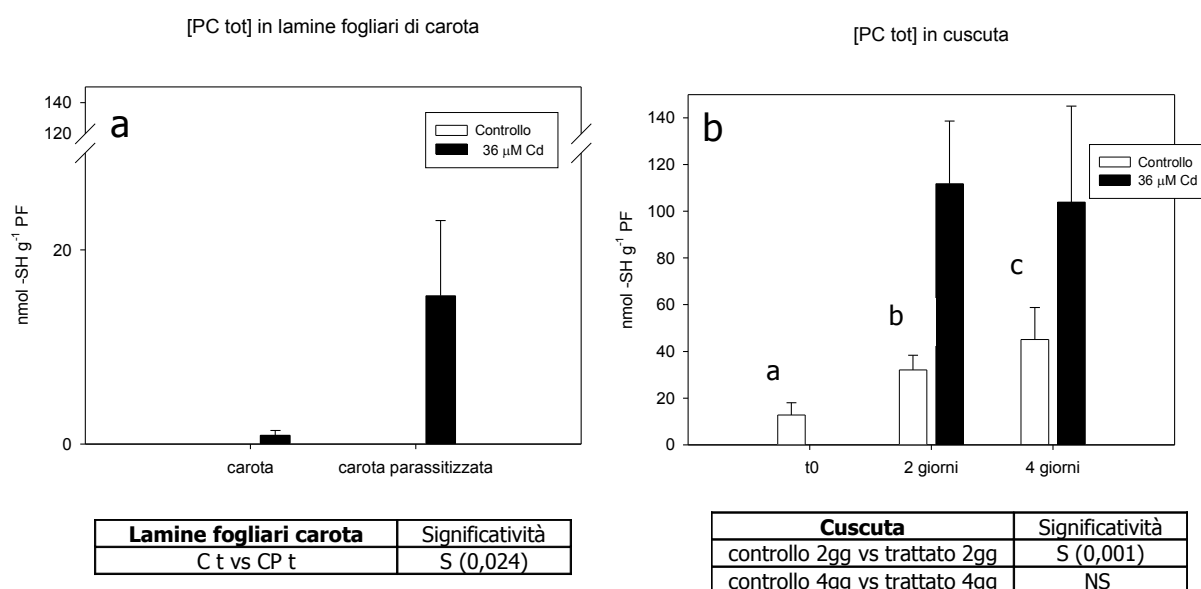 [PC tot] in lamine fogliari di carota
140
120
20
0
nmol -SH g⁻¹ PF
a
Controllo
36 μM Cd
carota
carota parassitizzata
Lamine fogliari carota Significatività
C t vs CP t S (0,024)
[PC tot] in cuscuta
140
120
100
80
60
40
20
0
nmol -SH g⁻¹ PF
b
Controllo
36 μM Cd
a
b
c
t0
2 giorni
4 giorni
Cuscuta Significatività
controllo 2gg vs trattato 2gg S (0,001)
controllo 4gg vs trattato 4gg NS